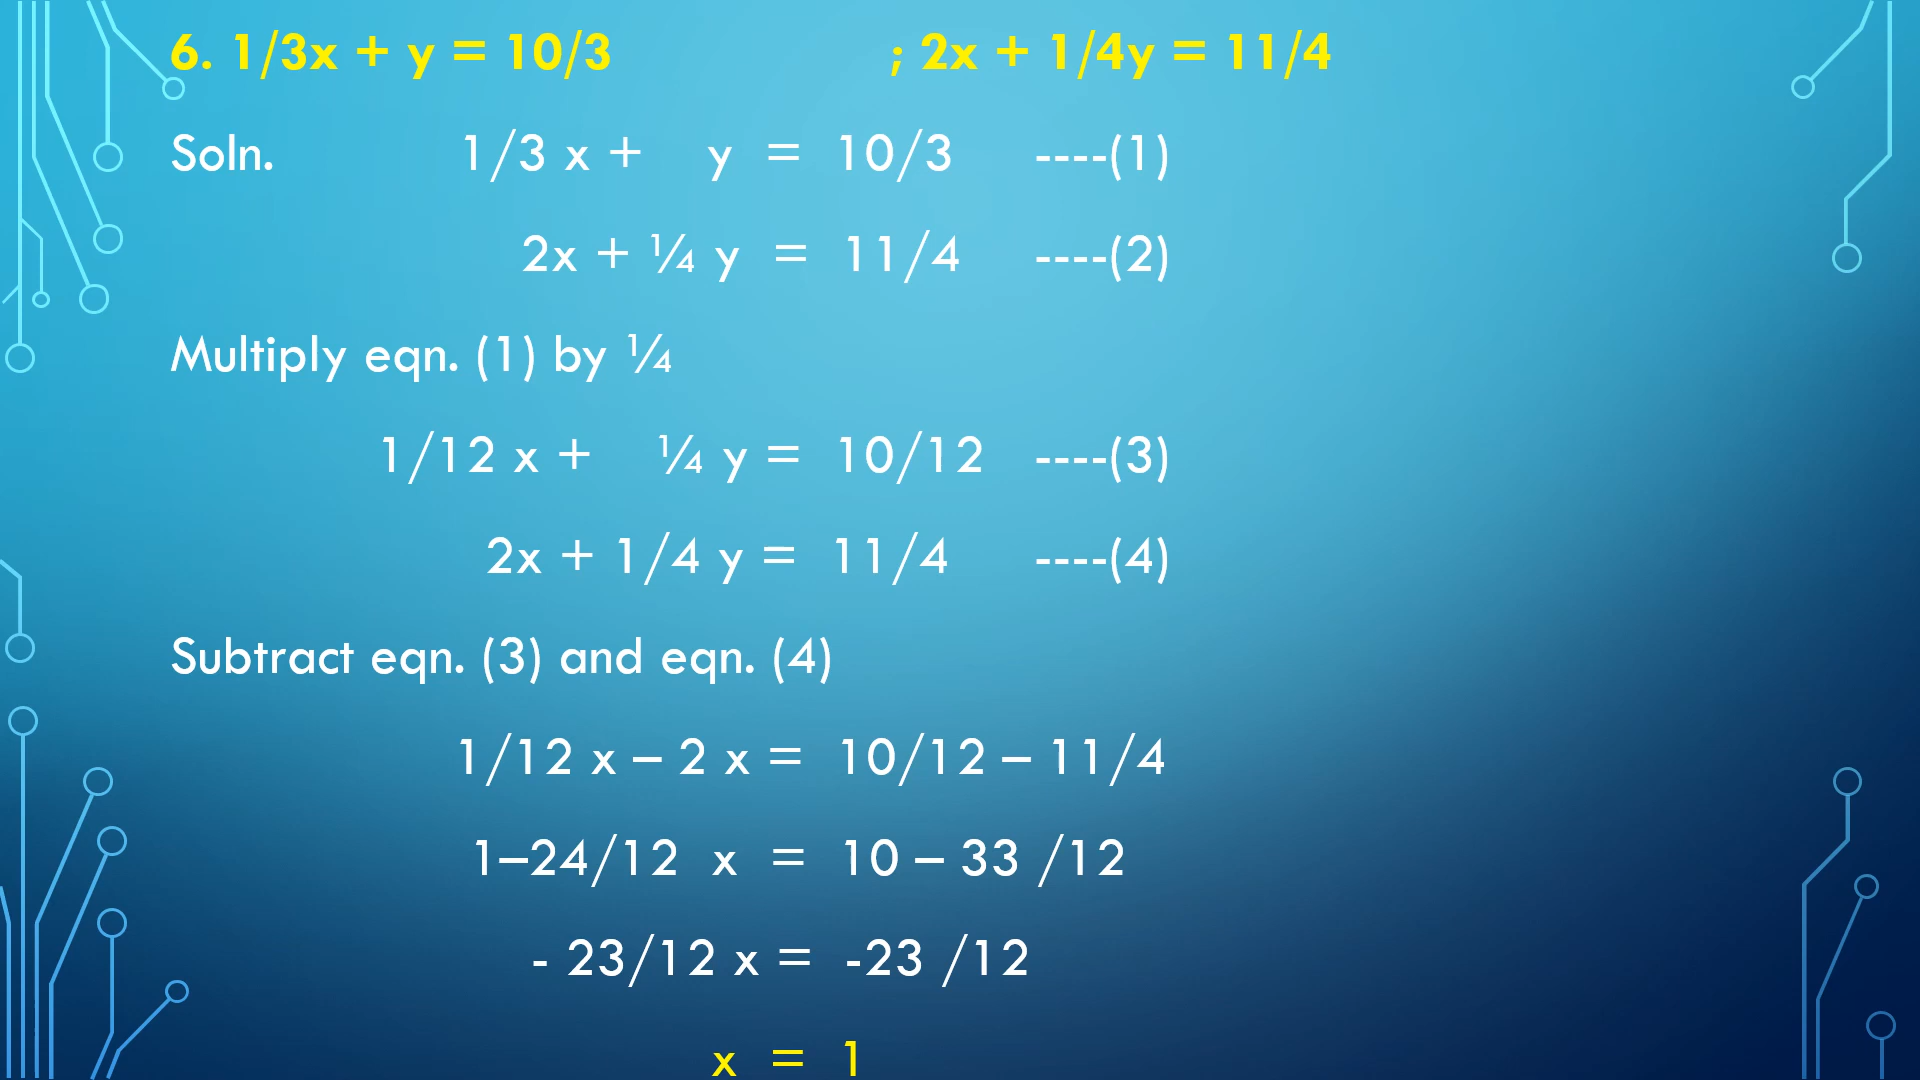 6. 1/3x + y = 10/3 ; 2x + 1/4y = 11/4
Soln. 1/3 x + y = 10/3 ----(1)
2x + ¼ y = 11/4 ----(2)
Multiply eqn. (1) by ¼
1/12 x + ¼ y = 10/12 ----(3)
2x + 1/4 y = 11/4 ----(4)
Subtract eqn. (3) and eqn. (4)
1/12 x – 2 x = 10/12 – 11/4
1–24/12 x = 10 – 33 /12
- 23/12 x = -23 /12
x = 1